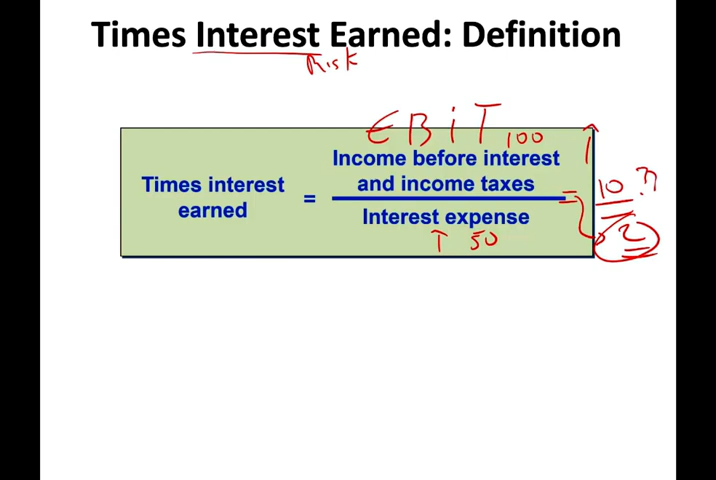 Times Interest Earned: Definition
Risk
EBIT 100
Income before interest
and income taxes
Times interest
earned
=
Interest expense
50
= 10 ?
2